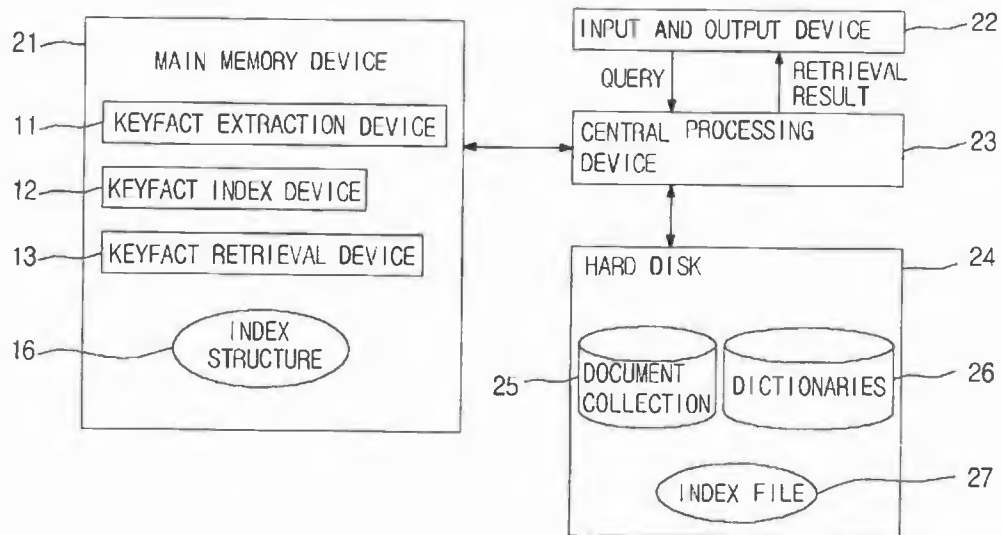 21
MAIN MEMORY DEVICE
11
KEYFACT EXTRACTION DEVICE
12
KEYFACT INDEX DEVICE
13
KEYFACT RETRIEVAL DEVICE
16
INDEX
STRUCTURE
INPUT AND OUTPUT DEVICE
22
QUERY
RETRIEVAL
RESULT
CENTRAL PROCESSING
DEVICE
23
HARD DISK
24
25
DOCUMENT
COLLECTION
DICTIONARIES
26
INDEX FILE
27